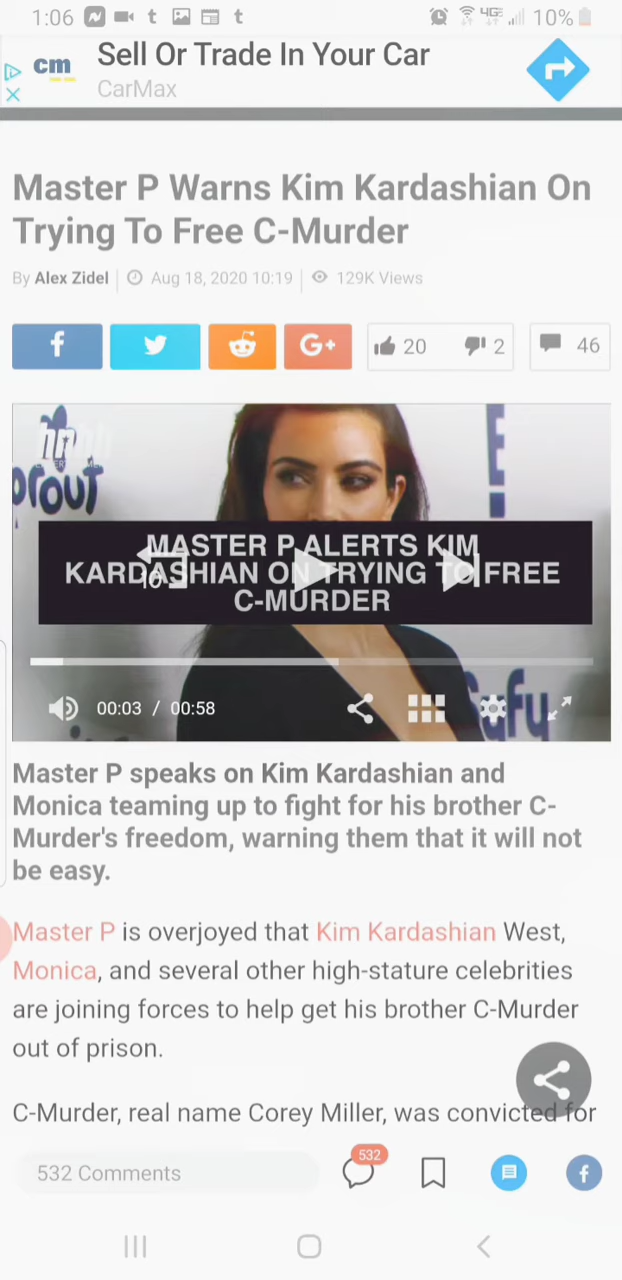 1:06
4GE
10%
cm
Sell Or Trade In Your Car
CarMax
Master P Warns Kim Kardashian On
Trying To Free C-Murder
By Alex Zidel
Aug 18, 2020 10:19
129K Views
f
G+
20
2
46
hnhh
prout
E!
MASTER P ALERTS KIM
KARDASHIAN ON TRYING TO FREE
C-MURDER
10
00:03 / 00:58
Master P speaks on Kim Kardashian and
Monica teaming up to fight for his brother C-
Murder's freedom, warning them that it will not
be easy.
Master P is overjoyed that Kim Kardashian West,
Monica, and several other high-stature celebrities
are joining forces to help get his brother C-Murder
out of prison.
C-Murder, real name Corey Miller, was convicted for
532 Comments
532
f